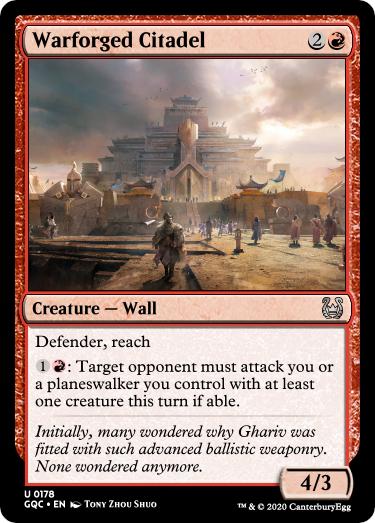 Warforged Citadel 2
Creature — Wall
Defender, reach
1 : Target opponent must attack you or
a planeswalker you control with at least
one creature this turn if able.
Initially, many wondered why Ghariv was
fitted with such advanced ballistic weaponry.
None wondered anymore.
4/3
U 0178
GQC • EN TONY ZHOU SHUO
™ & © 2020 CanterburyEgg